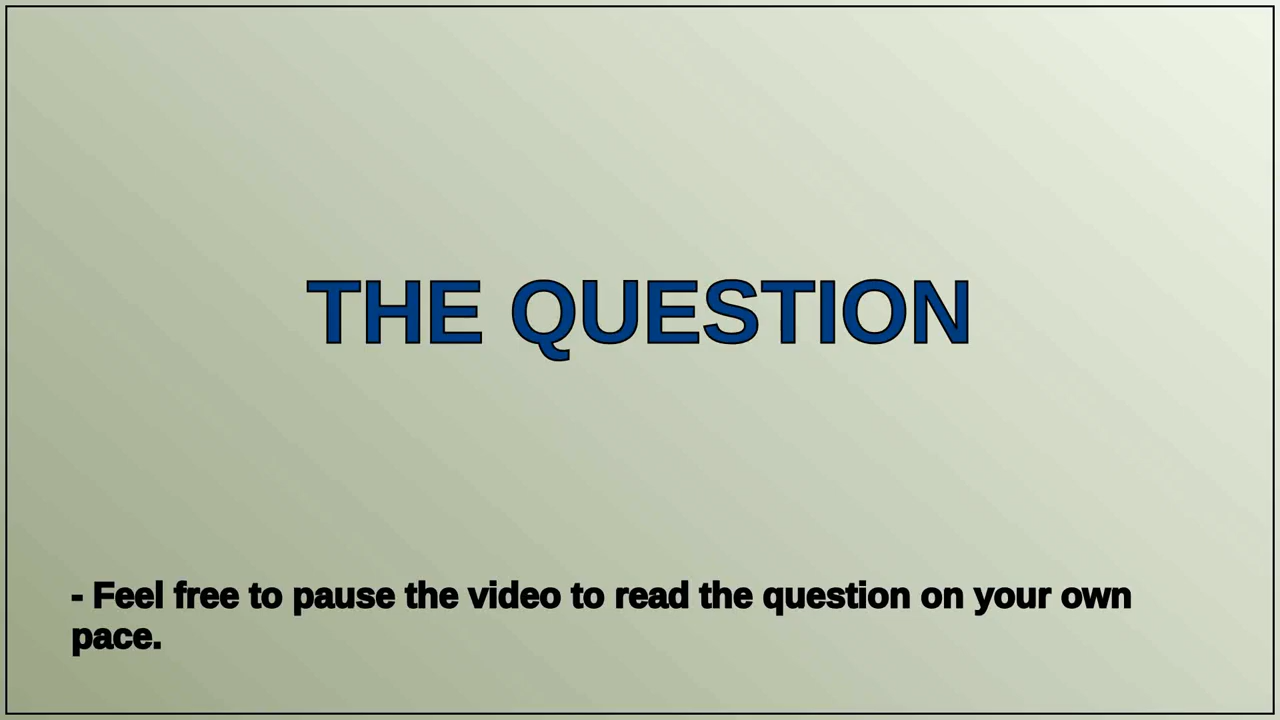 THE QUESTION
- Feel free to pause the video to read the question on your own
pace.